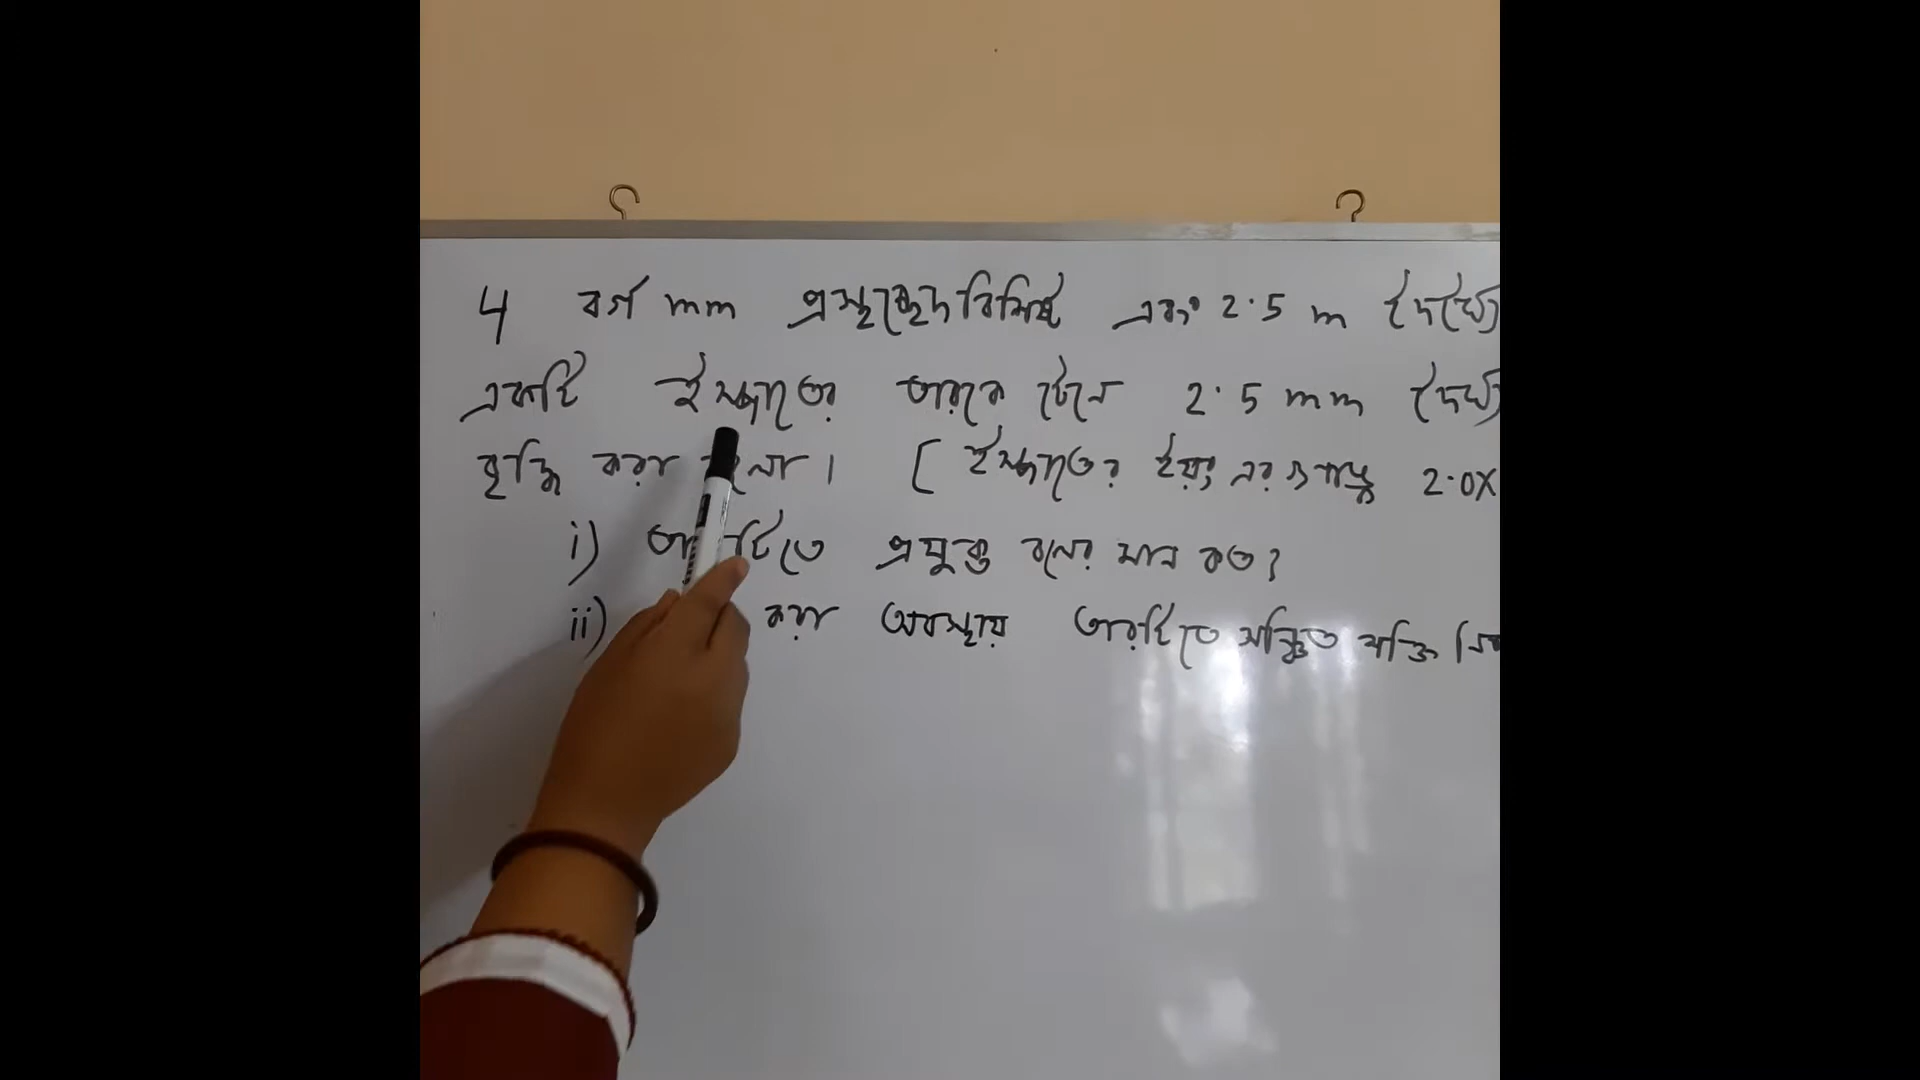 4 বর্গ mm প্রস্থচ্ছেদবিশিষ্ট এবং 2.5 m দৈর্ঘ্যে
একটি ইস্পাতের তারকে টেনে 2.5 mm দৈর্ঘ্য
বৃদ্ধি করা হলো । [ ইস্পাতের ইয়ং এর গুণাঙ্ক 2.0X
i) তারটিতে প্রযুক্ত বলের মান কত?
ii) করা অবস্থায় তারটিতে সঞ্চিত শক্তি